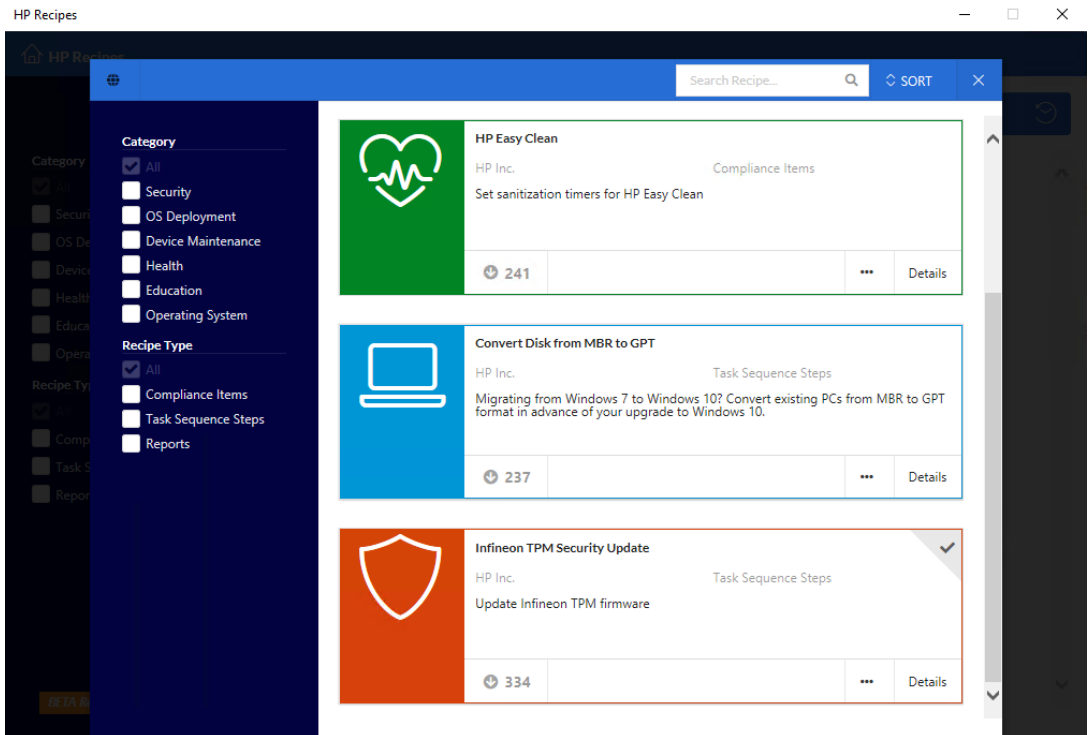 HP Recipes
HP Recipes
Search Recipe...
SORT
Category
All
Security
OS Deployment
Device Maintenance
Health
Education
Operating System
Recipe Type
All
Compliance Items
Task Sequence Steps
Reports
HP Easy Clean
HP Inc.
Compliance Items
Set sanitization timers for HP Easy Clean
241
••• Details
Convert Disk from MBR to GPT
HP Inc.
Task Sequence Steps
Migrating from Windows 7 to Windows 10? Convert existing PCs from MBR to GPT
format in advance of your upgrade to Windows 10.
237
••• Details
Infineon TPM Security Update
HP Inc.
Task Sequence Steps
Update Infineon TPM firmware
334
••• Details
Category
All
Recipe
All
BETA